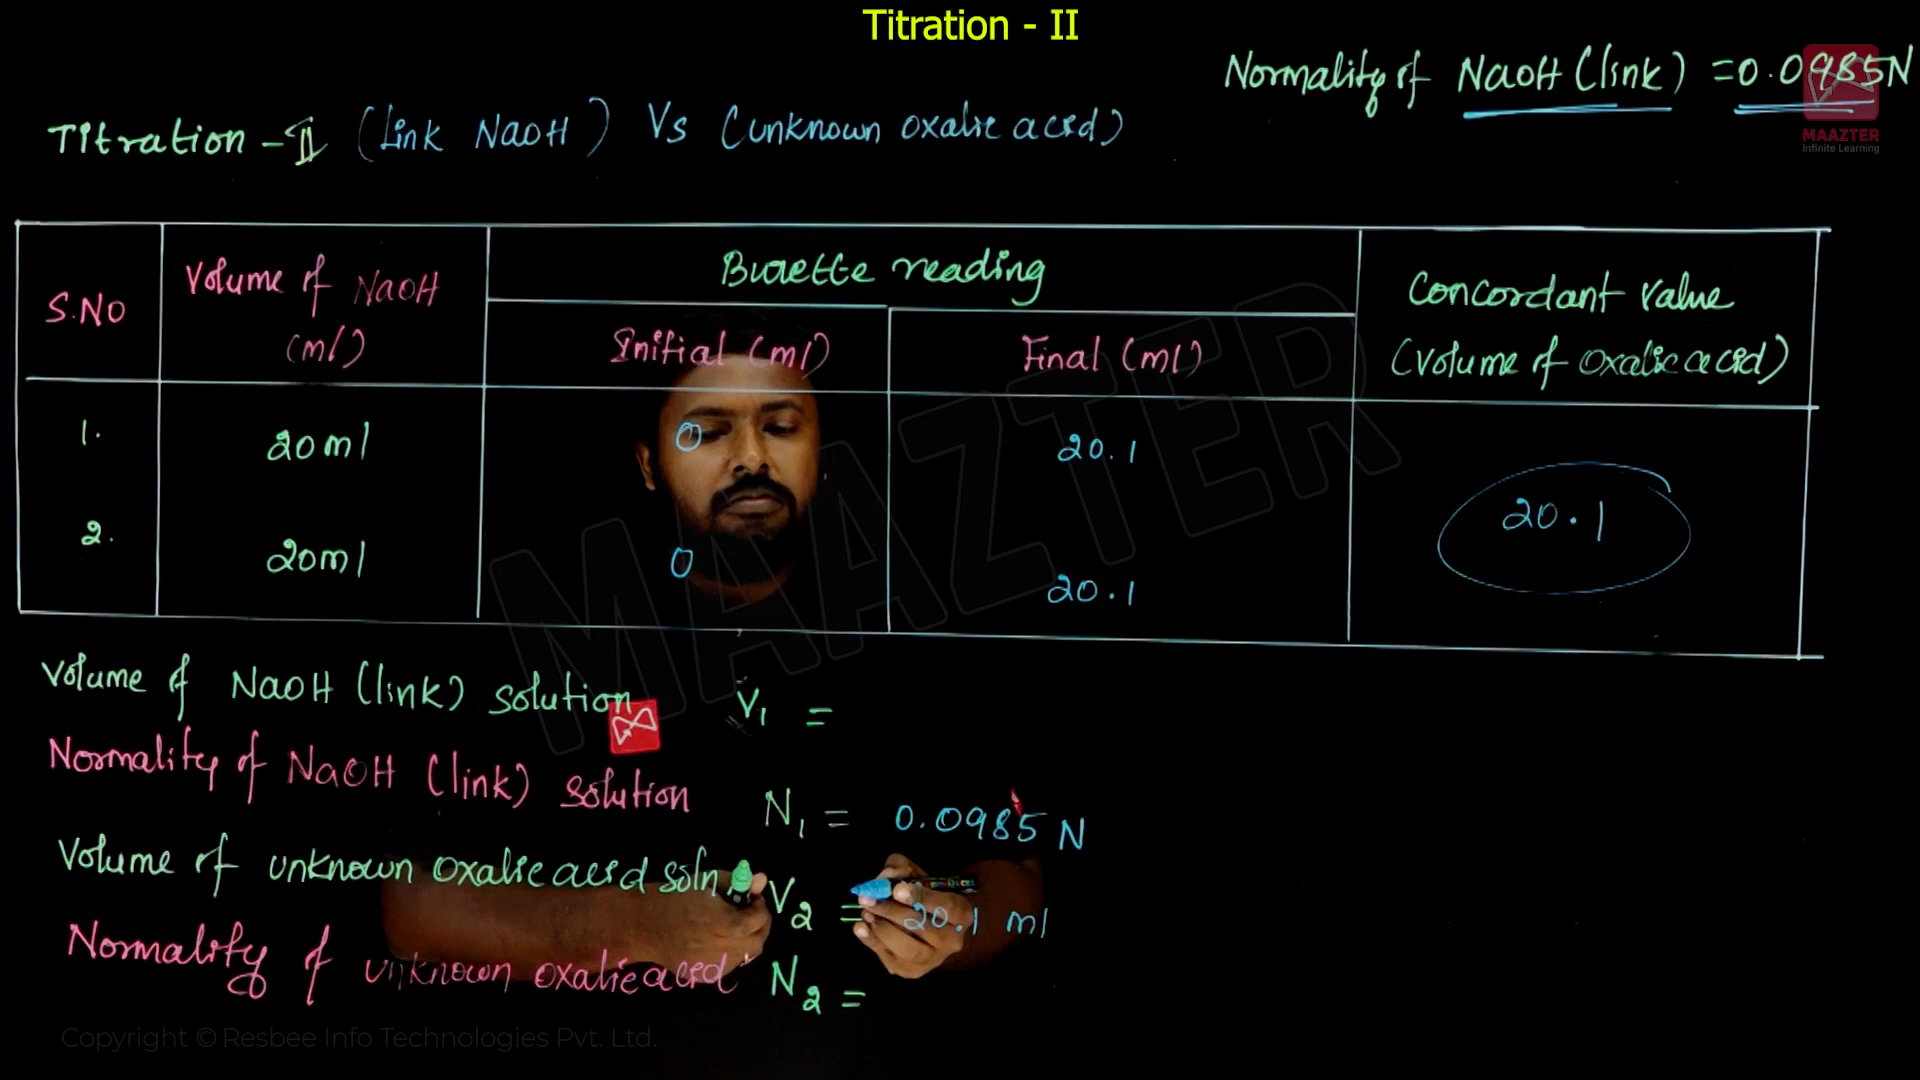 Titration - II
Normality of NaOH (link) = 0.0985N
MAAZTER
Infinite Learning
Titration - II (link NaOH) Vs (unknown oxalic acid)
S.NO
Volume of NaOH (ml)
Burette reading
Initial (ml)
Final (ml)
Concordant value
(volume of oxalic acid)
1. 20ml 0 20.1
20.1
2. 20ml 0 20.1
MAAZTER
Volume of NaOH (link) solution V1 =
Normality of NaOH (link) solution N1 = 0.0985 N
Volume of unknown oxalic acid soln, V2 = 20.1 ml
Normality of unknown oxalic acid N2 =
Copyright © Resbee Info Technologies Pvt. Ltd.